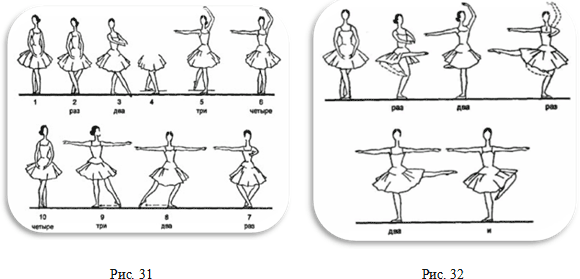 1 2 3 4 5 6
раз два три четыре
раз два раз
10 9 8 7
четыре три два раз
два и
Рис. 31 Рис. 32